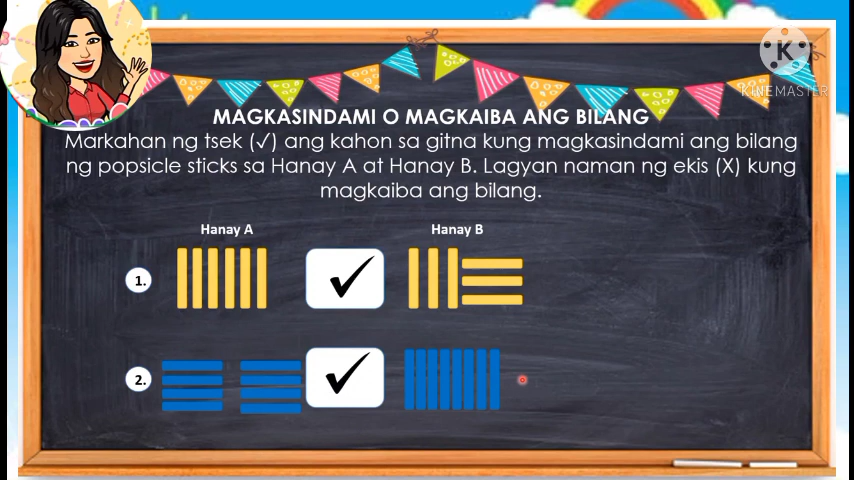 KINEMASTER
MAGKASINDAMI O MAGKAIBA ANG BILANG
Markahan ng tsek (✓) ang kahon sa gitna kung magkasindami ang bilang
ng popsicle sticks sa Hanay A at Hanay B. Lagyan naman ng ekis (X) kung
magkaiba ang bilang.
Hanay A Hanay B
1.
2.